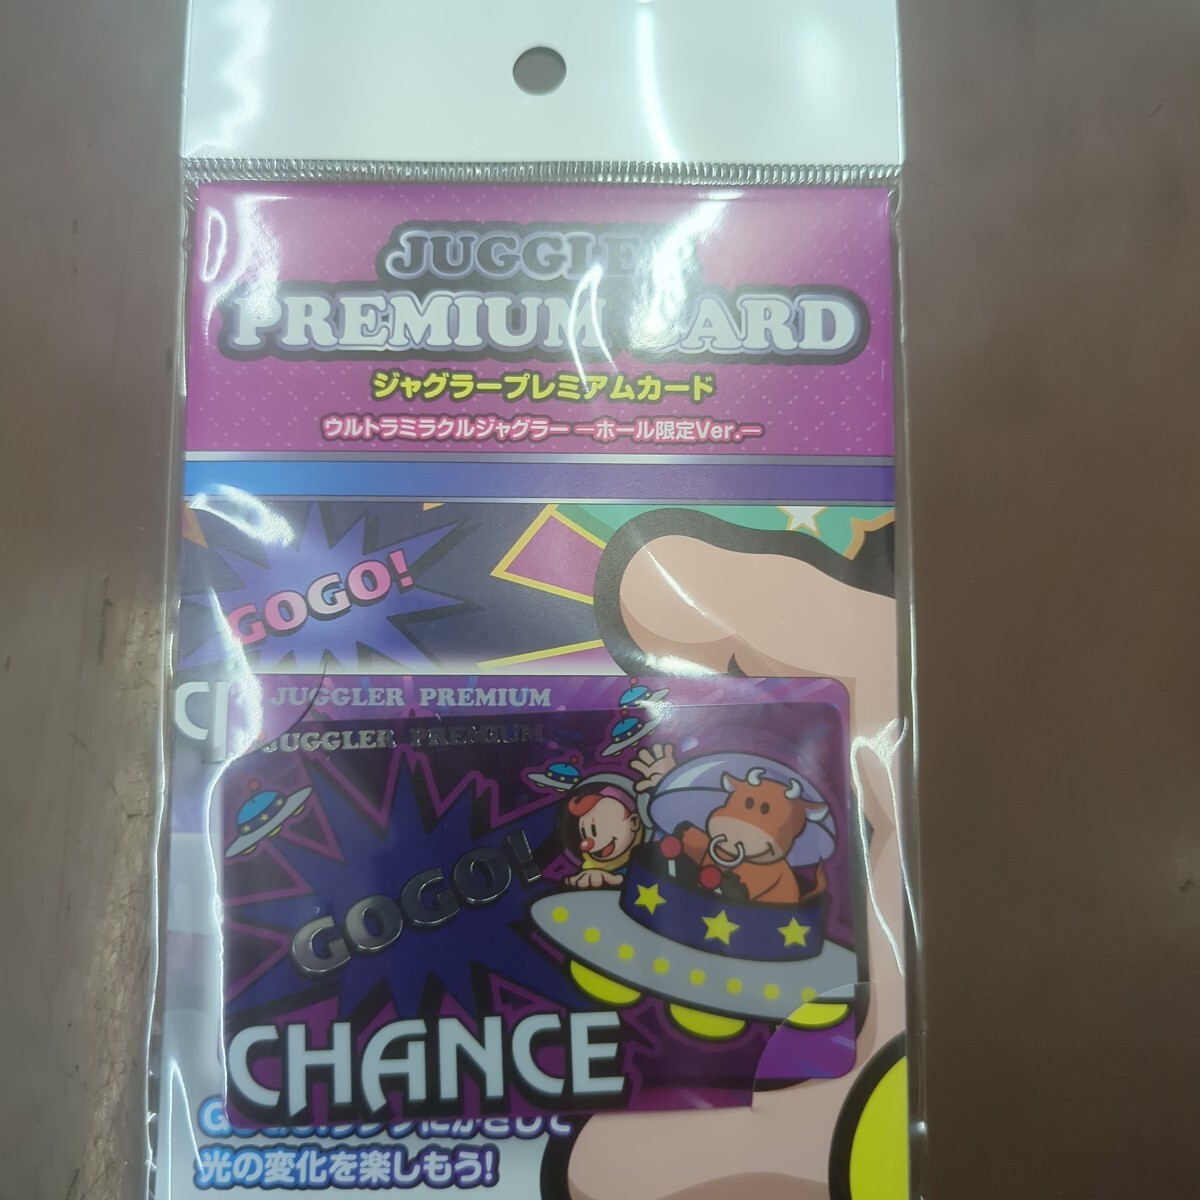 JUGGLER
PREMIUM CARD
ジャグラープレミアムカード
ウルトラミラクルジャグラー ーホール限定Ver.ー
GOGO!
JUGGLER PREMIUM
JUGGLER PREMIUM
GOGO!
CHANCE
光の変化を楽しもう!